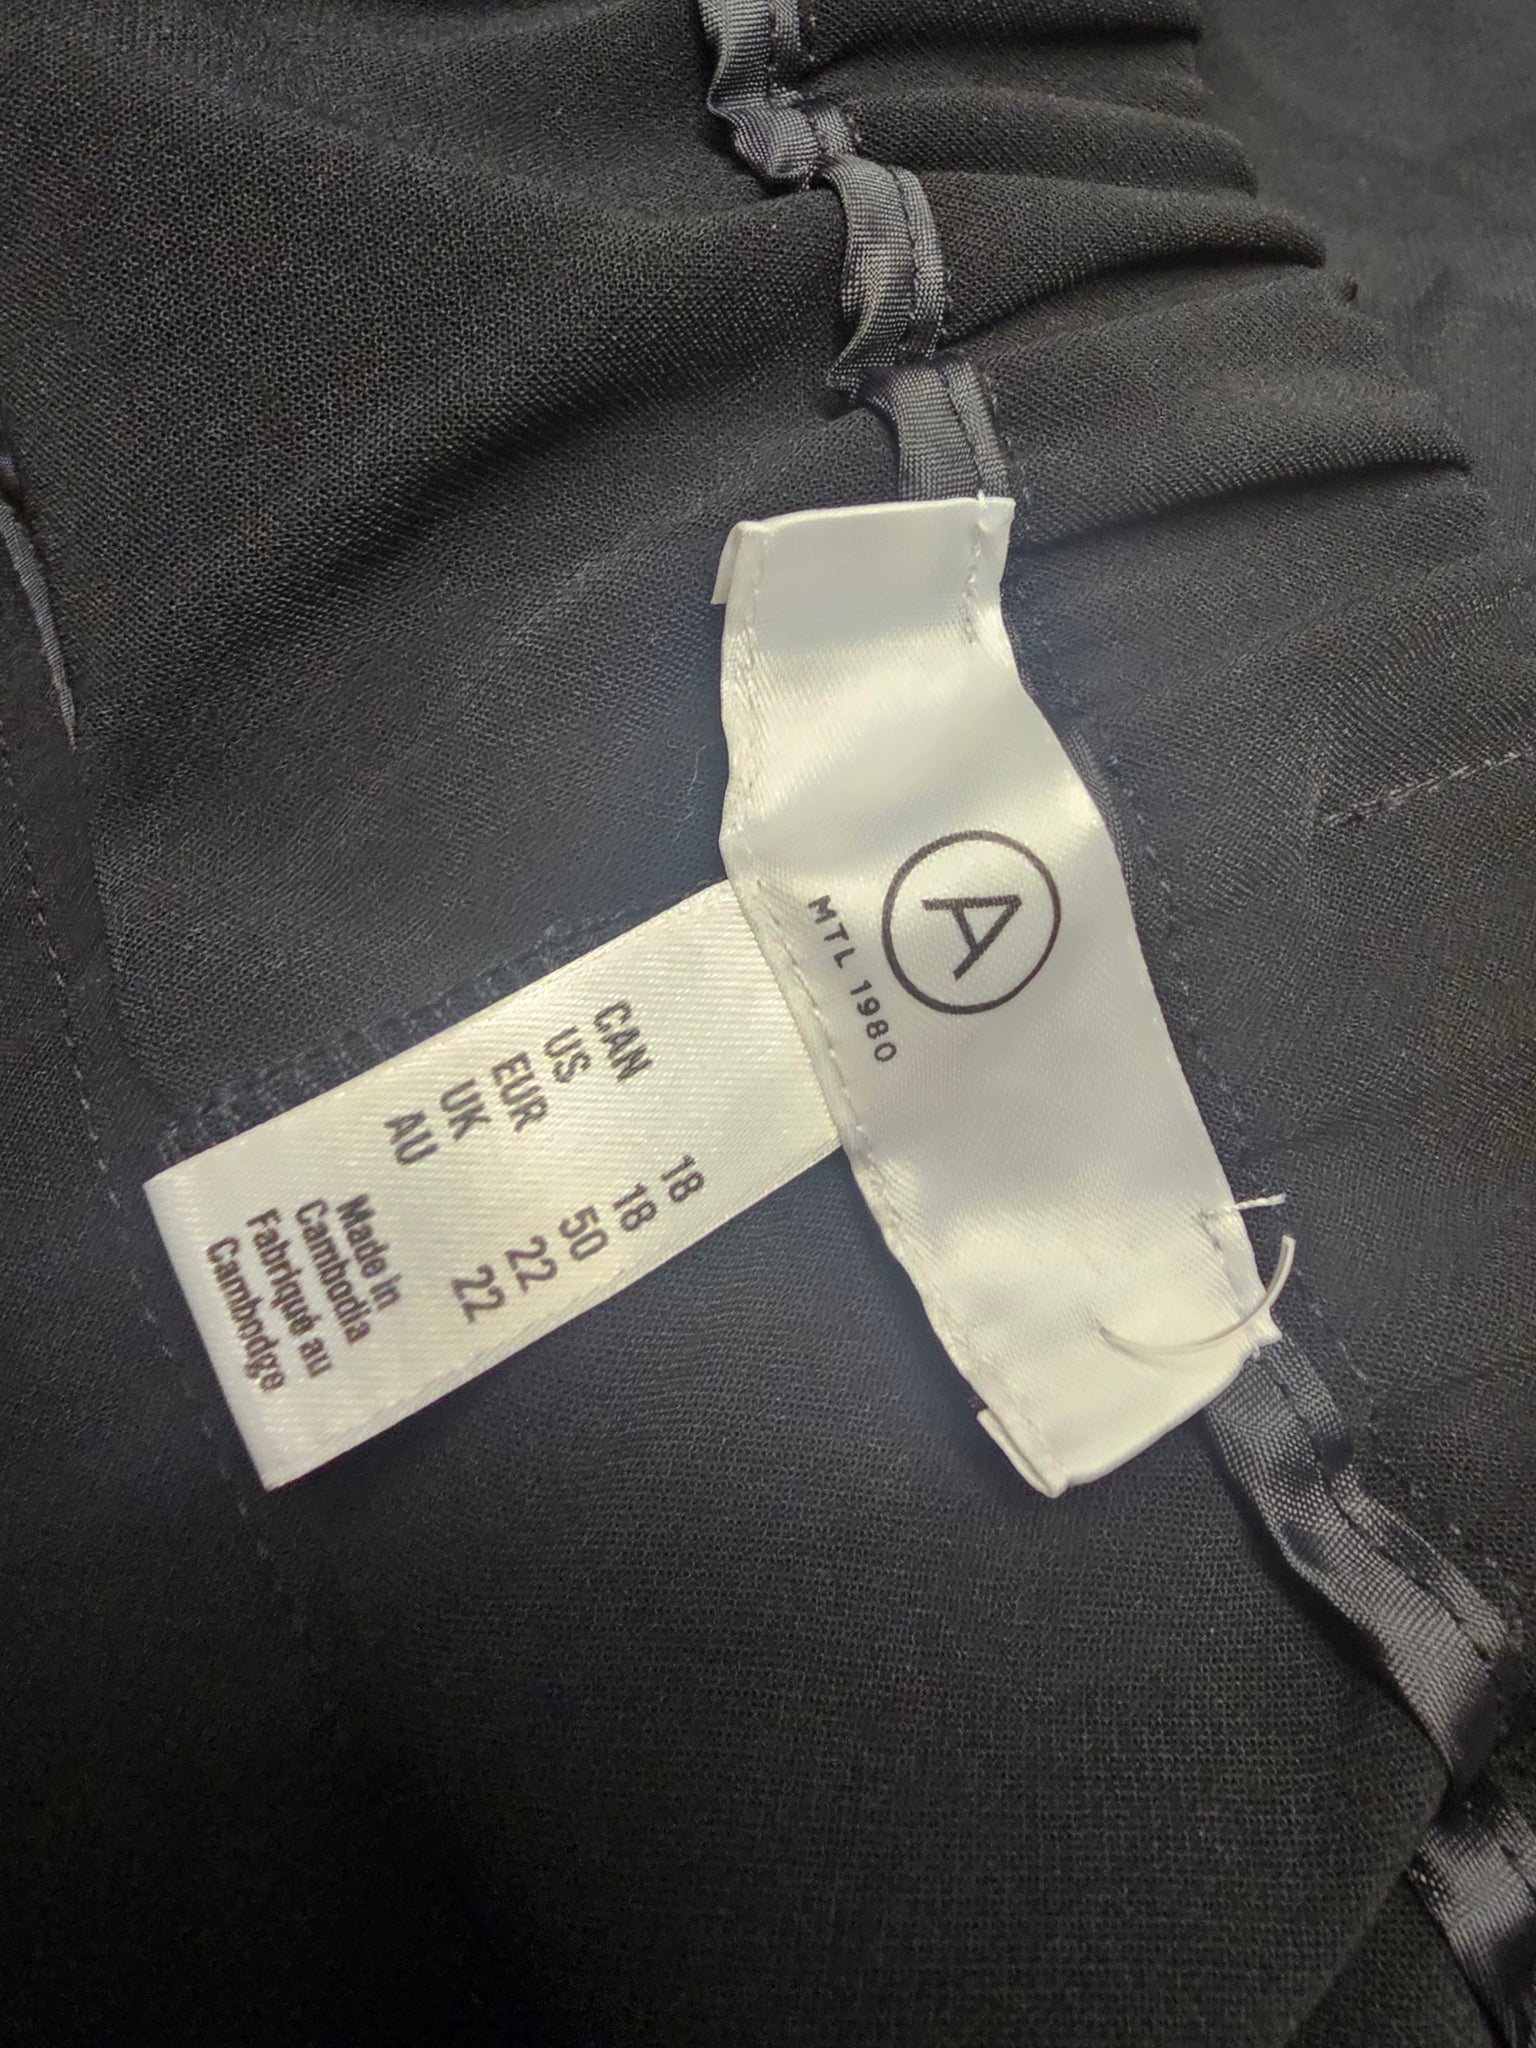 A
MTL 1980
CAN 18
US 18
EUR 50
UK 22
AU 22
Made in
Cambodia
Fabriqué au
Cambodge